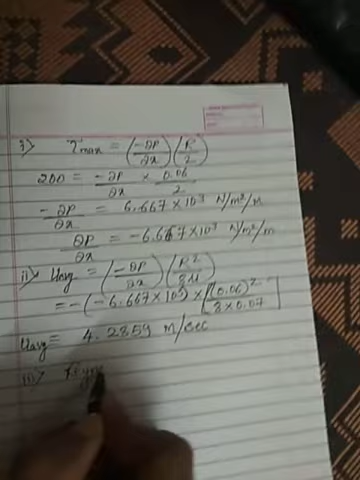 i) τmax = (-∂P/∂x) (R/2)
200 = -∂P/∂x × 0.06/2
-∂P/∂x = 6.667 × 10³ N/m²/m
∂P/∂x = -6.667 × 10³ N/m²/m
ii) Uavg = (-∂P/∂x) (R²/8μ)
= -(-6.667×10³) × [(0.06)²/8×0.07]
Uavg = 4.2859 m/sec
iii)